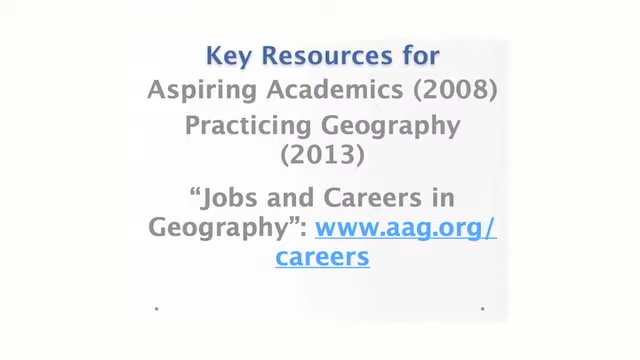 Key Resources for
Aspiring Academics (2008)
Practicing Geography
(2013)
“Jobs and Careers in
Geography”: www.aag.org/
careers